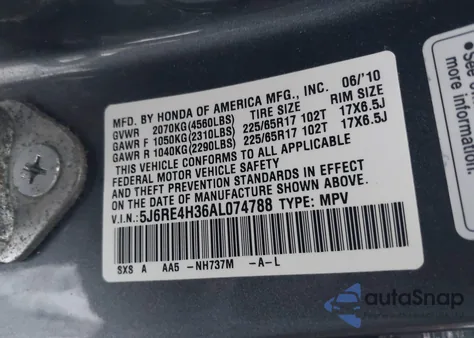 MFD. BY HONDA OF AMERICA MFG., INC. 06/'10
GVWR 2070KG(4560LBS) TIRE SIZE RIM SIZE
GAWR F 1050KG(2310LBS) 225/65R17 102T 17X6.5J
GAWR R 1040KG(2290LBS) 225/65R17 102T 17X6.5J
THIS VEHICLE CONFORMS TO ALL APPLICABLE
FEDERAL MOTOR VEHICLE SAFETY
AND THEFT PREVENTION STANDARDS IN EFFECT
ON THE DATE OF MANUFACTURE SHOWN ABOVE.
V.I.N.: 5J6RE4H36AL074788 TYPE: MPV
SXS A AA5 -NH737M -A-L
•See
more
autoSnap